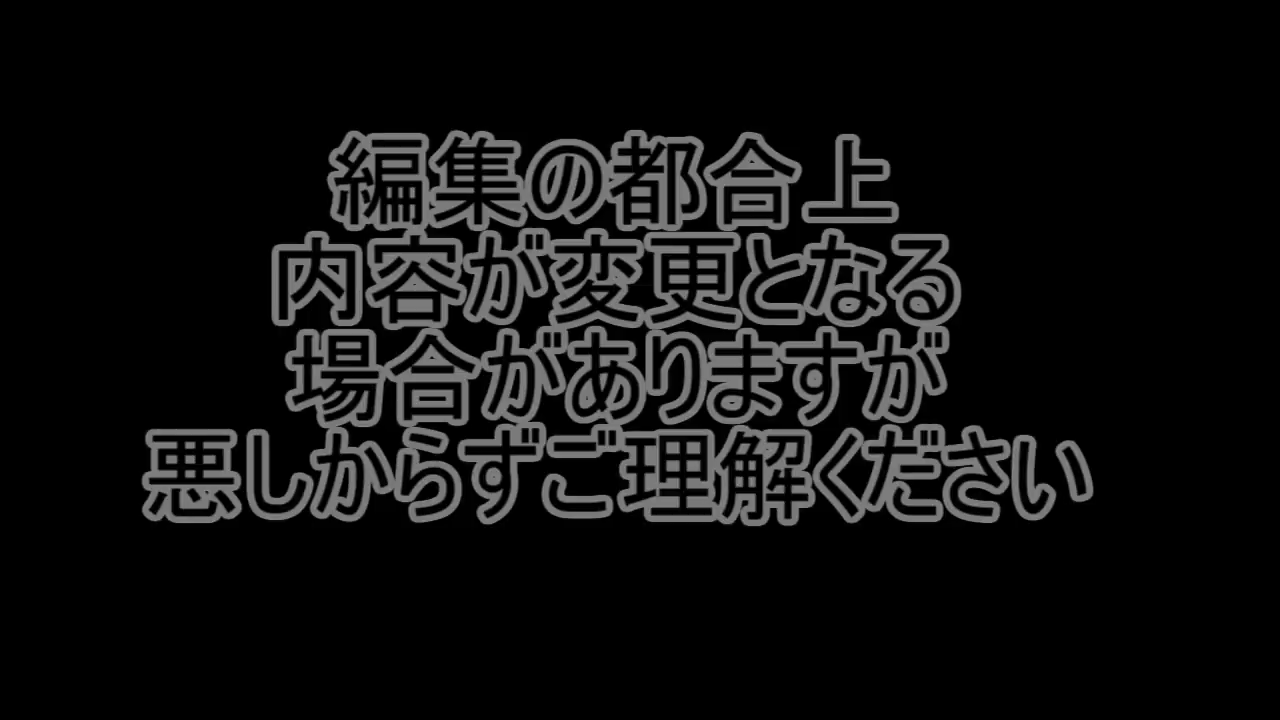 編集の都合上
内容が変更となる
場合がありますが
悪しからずご理解ください